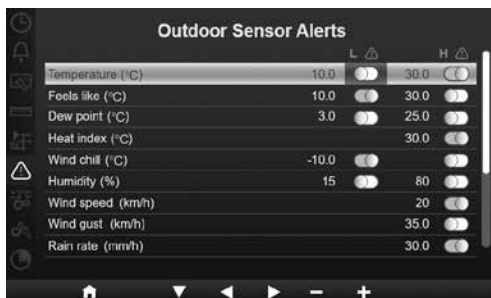 Outdoor Sensor Alerts
L H
Temperature (°C) 10.0 30.0
Feels like (°C) 10.0 30.0
Dew point (°C) 3.0 25.0
Heat index (°C) 30.0
Wind chill (°C) -10.0
Humidity (%) 15 80
Wind speed (km/h) 20
Wind gust (km/h) 35.0
Rain rate (mm/h) 30.0